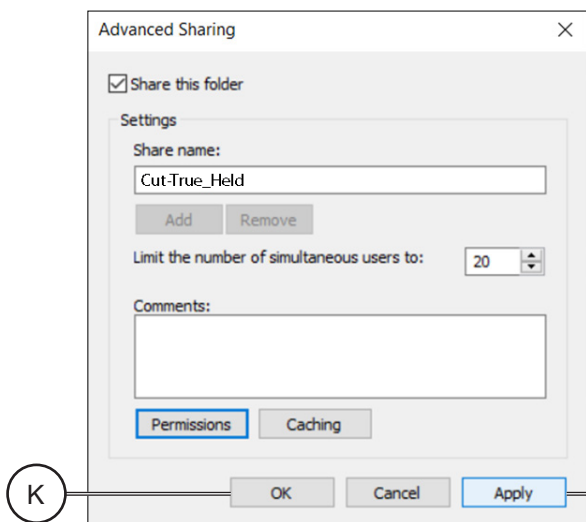 Advanced Sharing
Share this folder
Settings
Share name:
Cut-True_Held
Add Remove
Limit the number of simultaneous users to: 20
Comments:
Permissions Caching
K OK Cancel Apply